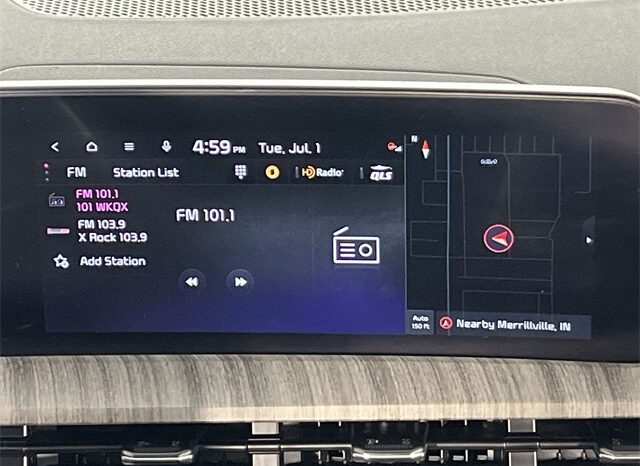 4:59 PM Tue, Jul. 1
N
FM Station List HD Radio QLS
FM 101.1
101 WKQX
FM 101.1
FM 103.9
X Rock 103.9
Add Station
Auto
150 ft
Nearby Merrillville, IN